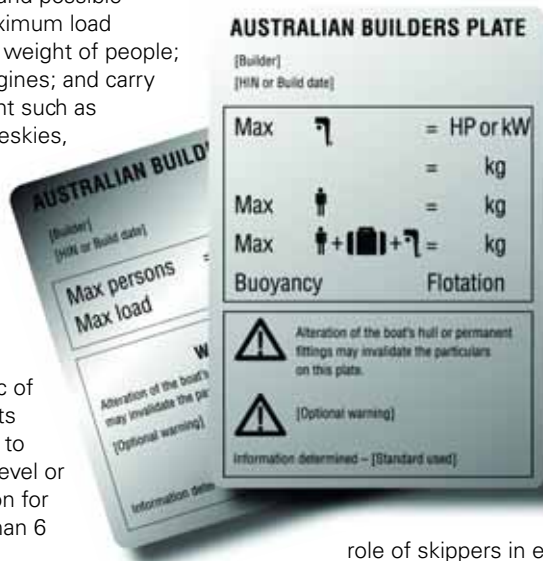 and possible
ximum load
weight of people;
gines; and carry
nt such as
eskies,
c of
ts
to
evel or
on for
han 6
role of skippers in e
AUSTRALIAN BUILDERS PLATE
[Builder]
[HIN or Build date]
Max = HP or kW
= kg
Max = kg
Max + + = kg
Buoyancy Flotation
Alteration of the boat's hull or permanent
fittings may invalidate the particulars
on this plate.
[Optional warning]
Information determined – [Standard used]
AUSTRALIAN BUILD
[Builder]
[HIN or Build date]
Max persons =
Max load
W
Alteration of the boat's
may invalidate the par
[Optional warning]
Information dete